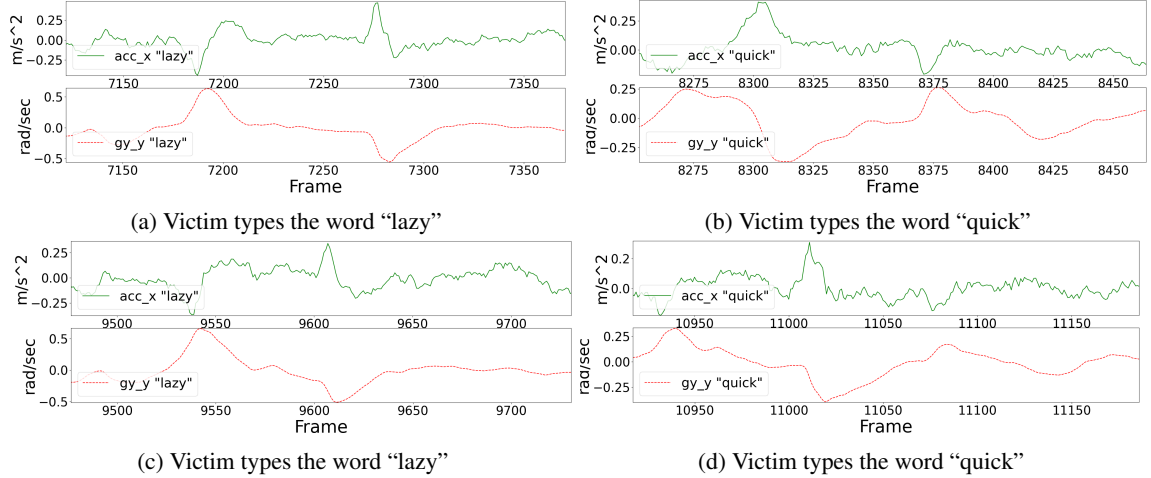 m/s^2
0.25
0.00
−0.25
acc_x "lazy"
7150 7200 7250 7300 7350
rad/sec
0.5
0.0
−0.5
gy_y "lazy"
7150 7200 7250 7300 7350
Frame
(a) Victim types the word “lazy”
m/s^2
0.25
0.00
acc_x "quick"
8275 8300 8325 8350 8375 8400 8425 8450
rad/sec
0.25
0.00
−0.25
gy_y "quick"
8275 8300 8325 8350 8375 8400 8425 8450
Frame
(b) Victim types the word “quick”
m/s^2
0.25
0.00
−0.25
acc_x "lazy"
9500 9550 9600 9650 9700
rad/sec
0.5
0.0
−0.5
gy_y "lazy"
9500 9550 9600 9650 9700
Frame
(c) Victim types the word “lazy”
m/s^2
0.2
0.0
acc_x "quick"
10950 11000 11050 11100 11150
rad/sec
0.25
0.00
−0.25
gy_y "quick"
10950 11000 11050 11100 11150
Frame
(d) Victim types the word “quick”